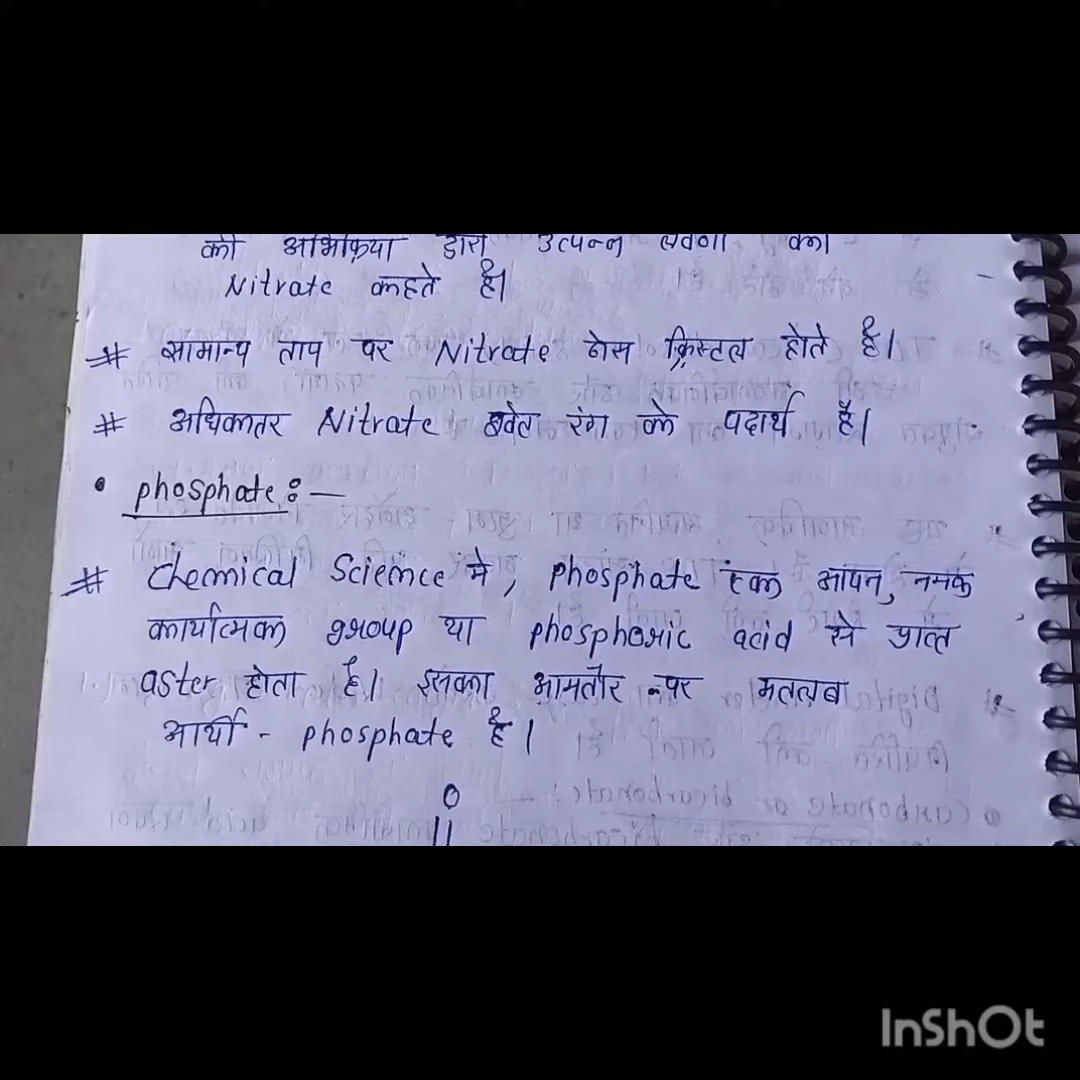 की अभिक्रिया द्वारा उत्पन्न लवणो को
Nitrate कहते है।
# सामान्य ताप पर Nitrate ठोस क्रिस्टल होते है।
# अधिकतर Nitrate श्वेत रंग के पदार्थ है।
• phosphate:—
# Chemical Science मे, phosphate एक आयन, नमक
कार्यात्मक group या phosphoric acid से प्राप्त
aster होता है। इसका आमतौर पर मतलब
आर्थो - phosphate है।
O
||
InShOt